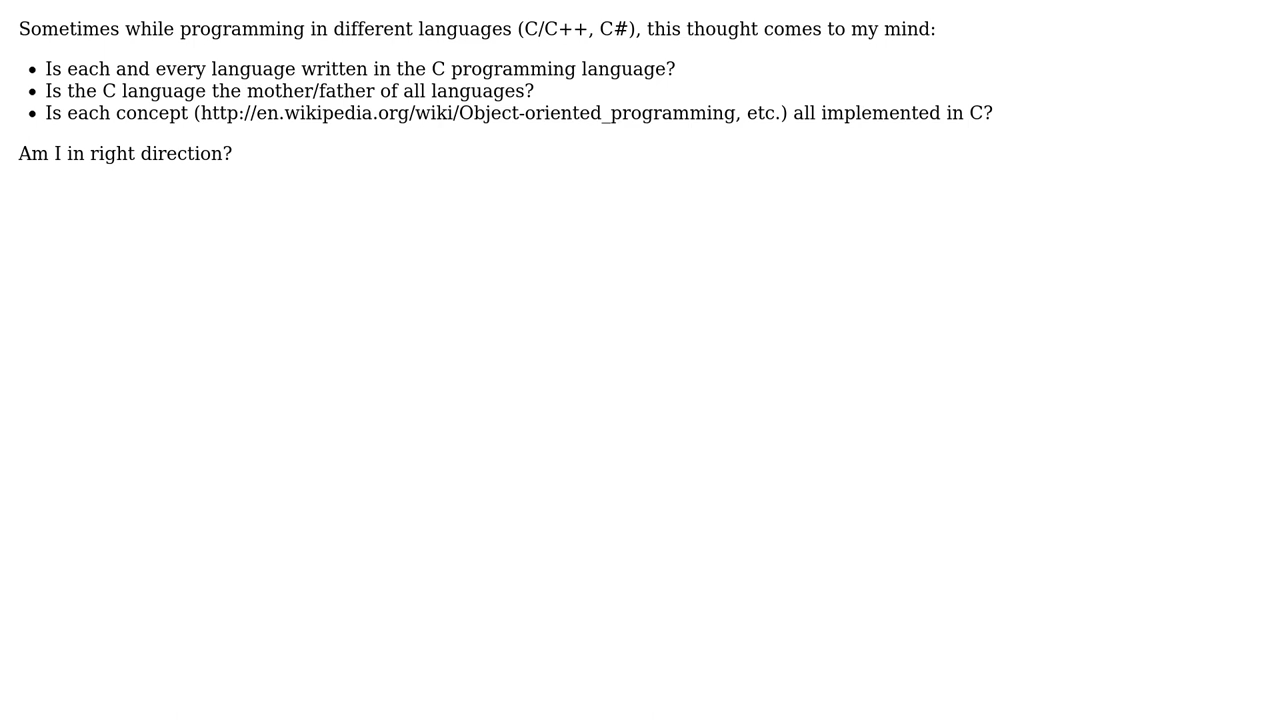 Sometimes while programming in different languages (C/C++, C#), this thought comes to my mind:
• Is each and every language written in the C programming language?
• Is the C language the mother/father of all languages?
• Is each concept (http://en.wikipedia.org/wiki/Object-oriented_programming, etc.) all implemented in C?
Am I in right direction?